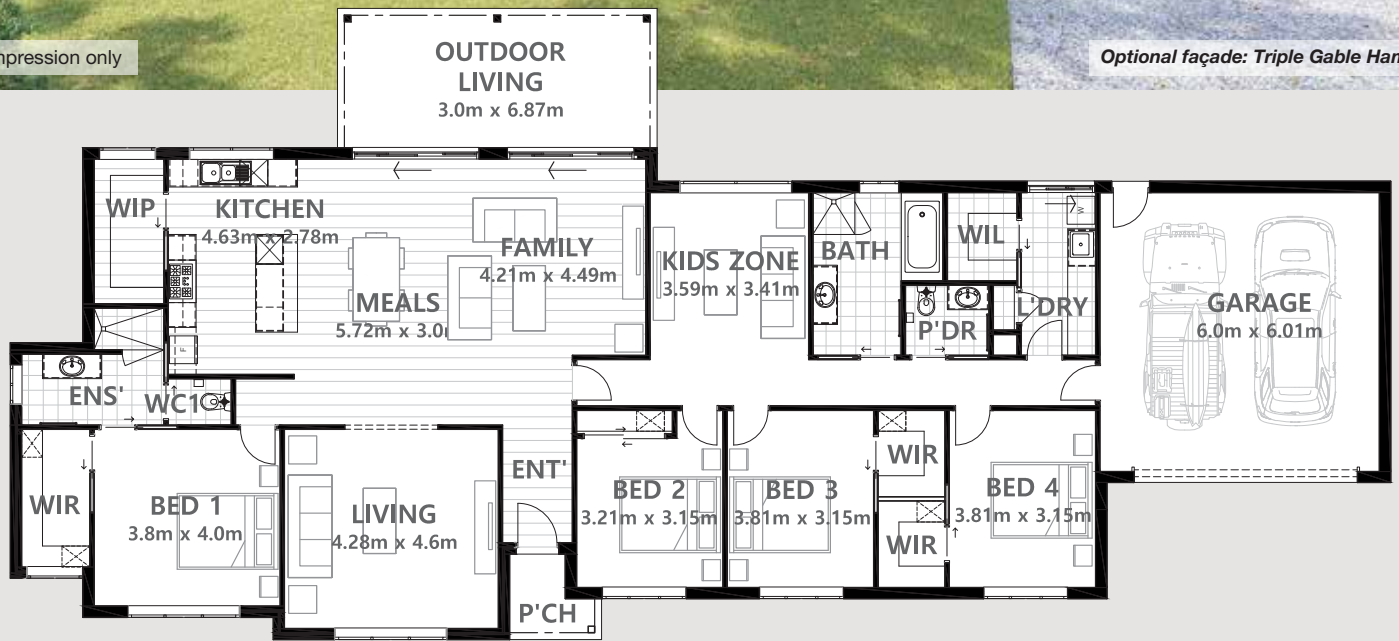 mpression only
Optional façade: Triple Gable Ham
OUTDOOR
LIVING
3.0m x 6.87m
WIP
KITCHEN
4.63m x 2.78m
FAMILY
4.21m x 4.49m
MEALS
5.72m x 3.0
KIDS ZONE
3.59m x 3.41m
BATH
WIL
W
P'DR
L'DRY
GARAGE
6.0m x 6.01m
F
ENS'
WC1
WIR
BED 1
3.8m x 4.0m
LIVING
4.28m x 4.6m
ENT'
P'CH
BED 2
3.21m x 3.15m
BED 3
3.81m x 3.15m
WIR
WIR
BED 4
3.81m x 3.15m